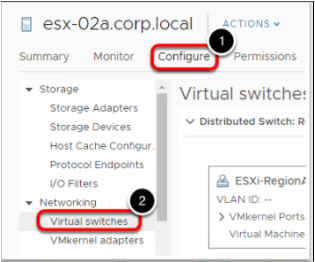 esx-02a.corp.local ACTIONS
1
Summary Monitor Configure Permissions
Storage
Storage Adapters
Storage Devices
Host Cache Configur..
Protocol Endpoints
I/O Filters
Networking
2
Virtual switches
VMkernel adapters
Virtual switches
Distributed Switch: R
ESXi-RegionA
VLAN ID: --
VMkernel Ports
Virtual Machine